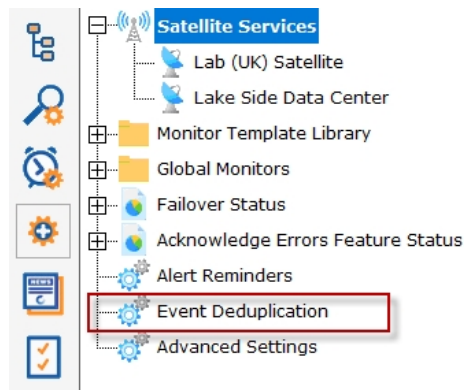 Satellite Services
Lab (UK) Satellite
Lake Side Data Center
Monitor Template Library
Global Monitors
Failover Status
Acknowledge Errors Feature Status
Alert Reminders
NEWS
Event Deduplication
Advanced Settings